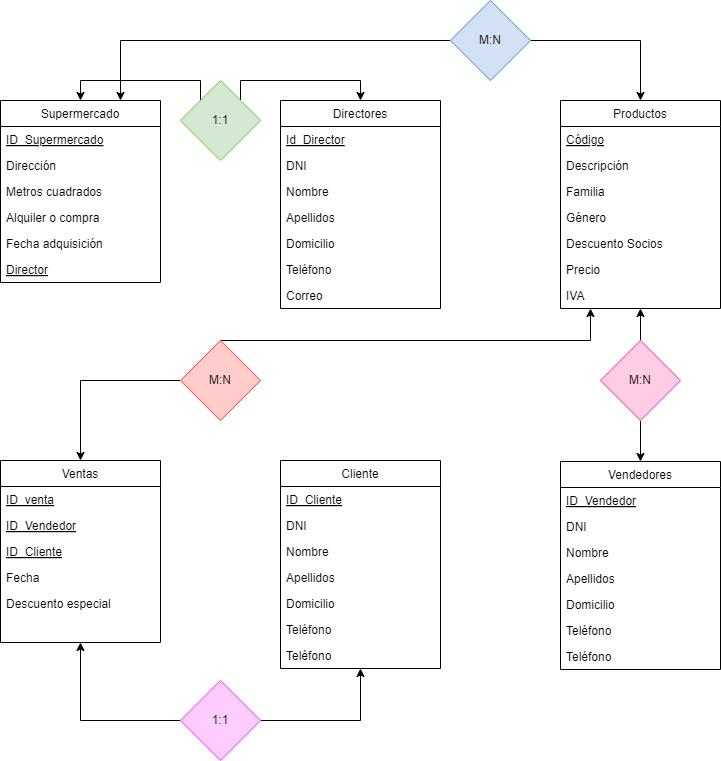 M:N
1:1
Supermercado
ID_Supermercado
Dirección
Metros cuadrados
Alquiler o compra
Fecha adquisición
Director
Directores
Id_Director
DNI
Nombre
Apellidos
Domicilio
Teléfono
Correo
Productos
Código
Descripción
Familia
Género
Descuento Socios
Precio
IVA
M:N
M:N
Ventas
ID_venta
ID_Vendedor
ID_Cliente
Fecha
Descuento especial
Cliente
ID_Cliente
DNI
Nombre
Apellidos
Domicilio
Teléfono
Teléfono
Vendedores
ID_Vendedor
DNI
Nombre
Apellidos
Domicilio
Teléfono
Teléfono
1:1